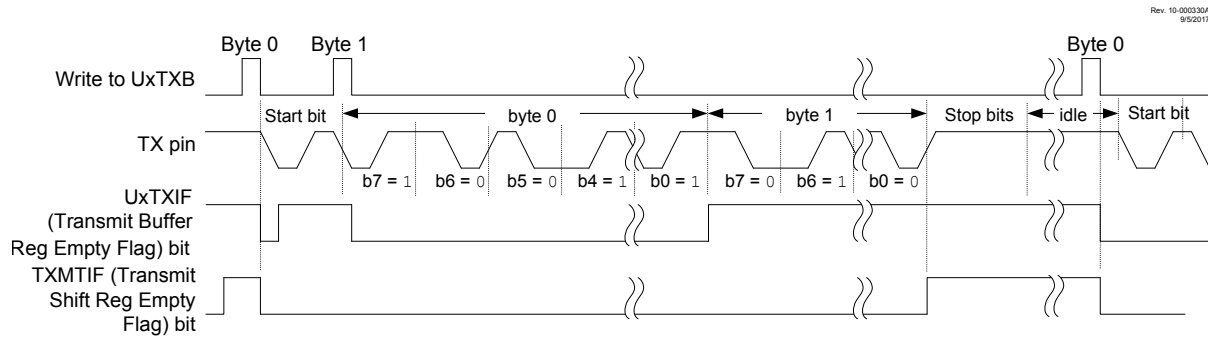 Rev. 10-000330A
9/5/2017
Byte 0 Byte 1 Byte 0
Write to UxTXB
Start bit byte 0 byte 1 Stop bits idle Start bit
TX pin
b7 = 1 b6 = 0 b5 = 0 b4 = 1 b0 = 1 b7 = 0 b6 = 1 b0 = 0
UxTXIF
(Transmit Buffer
Reg Empty Flag) bit
TXMTIF (Transmit
Shift Reg Empty
Flag) bit